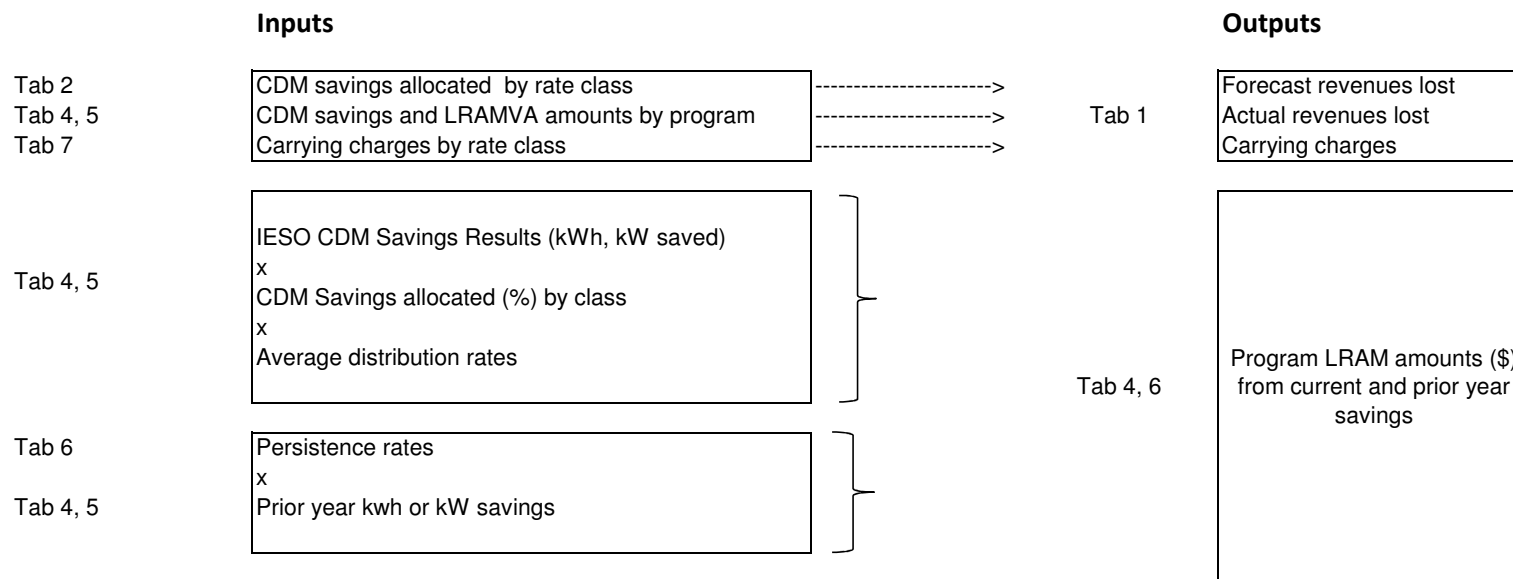 Inputs
Outputs
Tab 2
CDM savings allocated  by rate class
---------------------->
Forecast revenues lost
Tab 4, 5
CDM savings and LRAMVA amounts by program
---------------------->
Tab 1
Actual revenues lost
Tab 7
Carrying charges by rate class
---------------------->
Carrying charges
IESO CDM Savings Results (kWh, kW saved)
x
Tab 4, 5
CDM Savings allocated (%) by class
x
Average distribution rates
Tab 4, 6
Program LRAM amounts ($)
from current and prior year
savings
Tab 6
Persistence rates
x
Tab 4, 5
Prior year kwh or kW savings